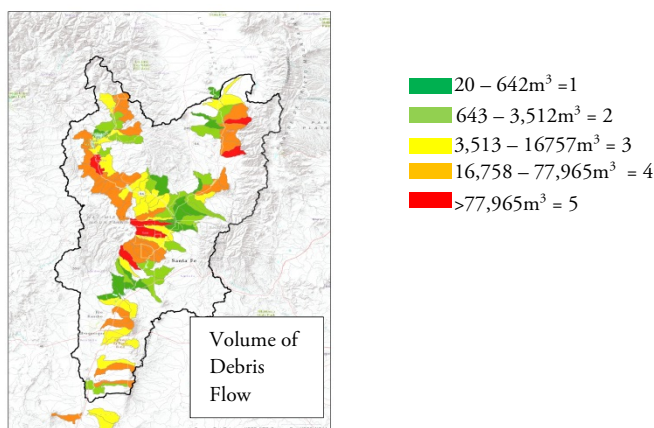 20 – 642m³ =1
643 – 3,512m³ = 2
3,513 – 16757m³ = 3
16,758 – 77,965m³ = 4
>77,965m³ = 5
Santa Fe
Volume of
Debris
Flow